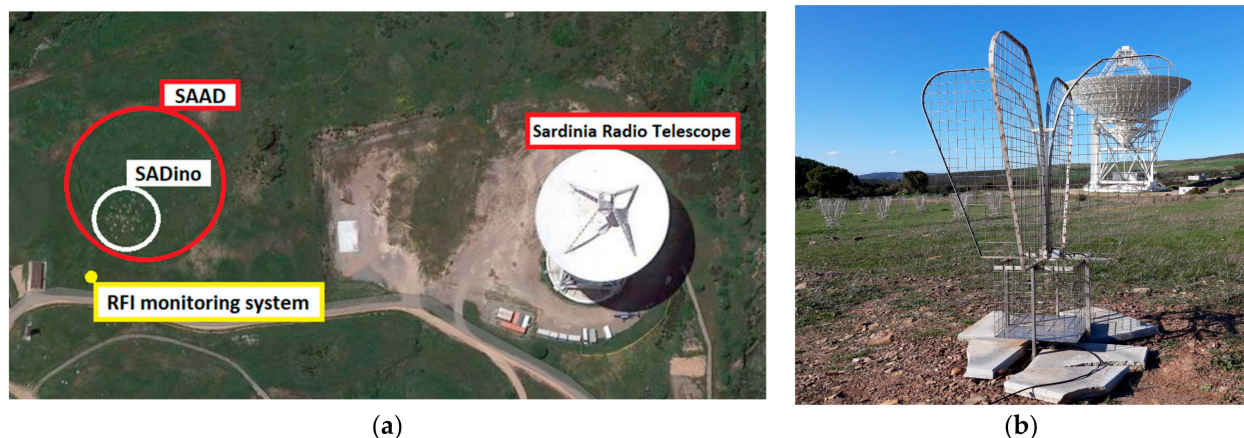 SAAD
Sardinia Radio Telescope
SADino
RFI monitoring system
(a)
(b)